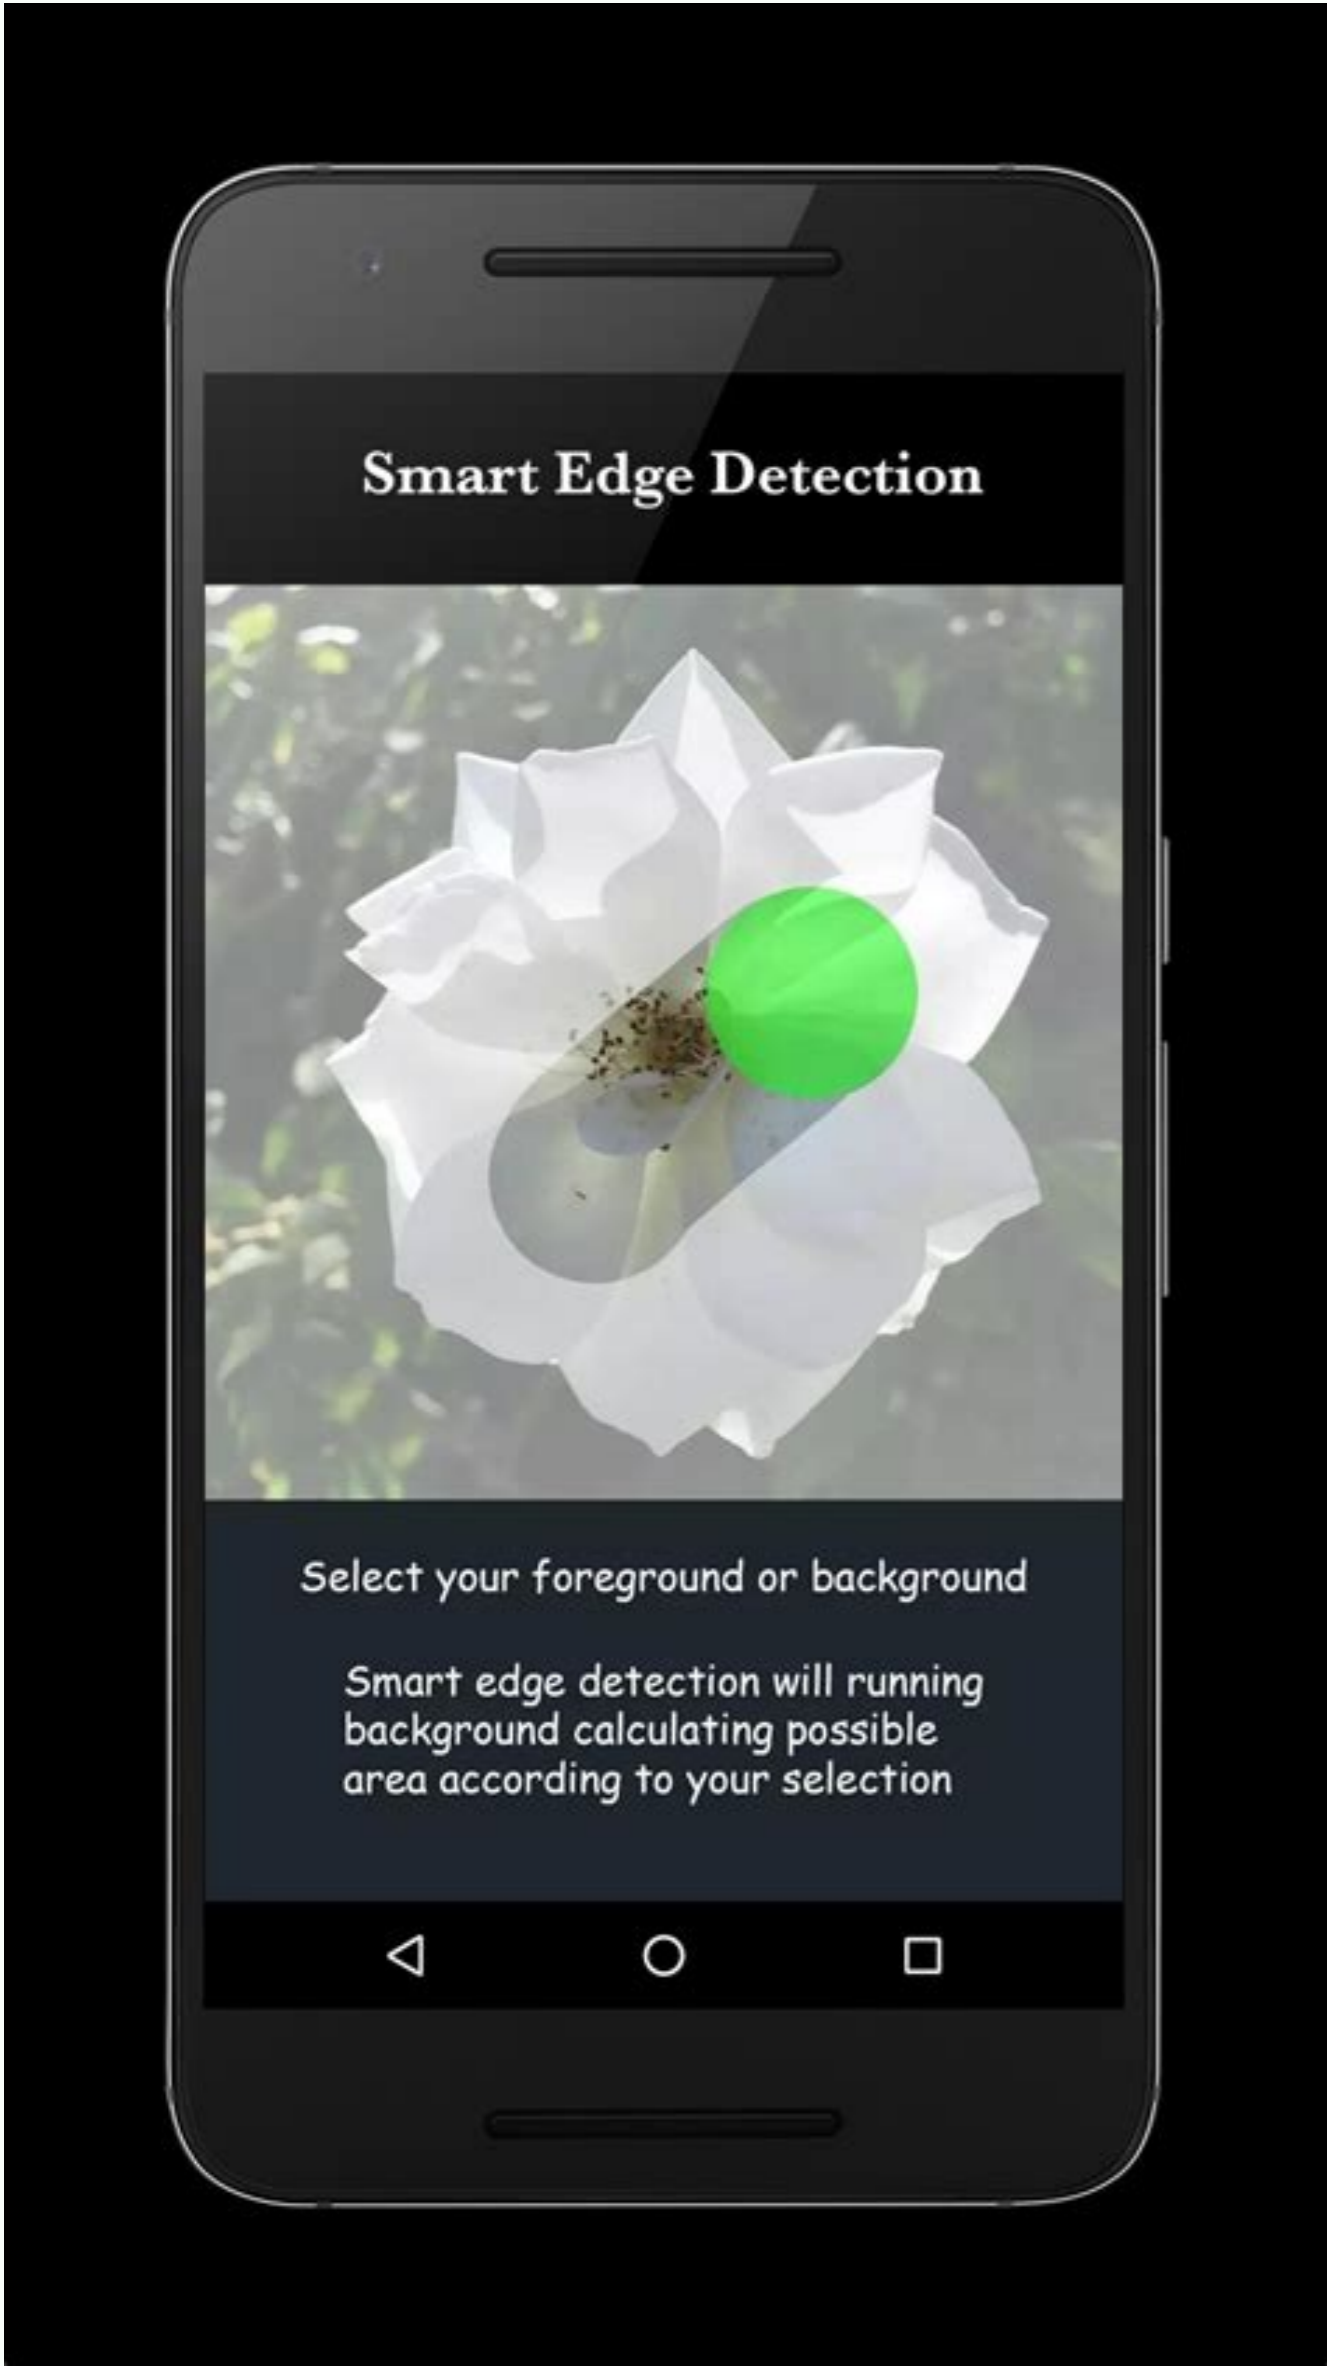 Smart Edge Detection
Select your foreground or background
Smart edge detection will running
background calculating possible
area according to your selection